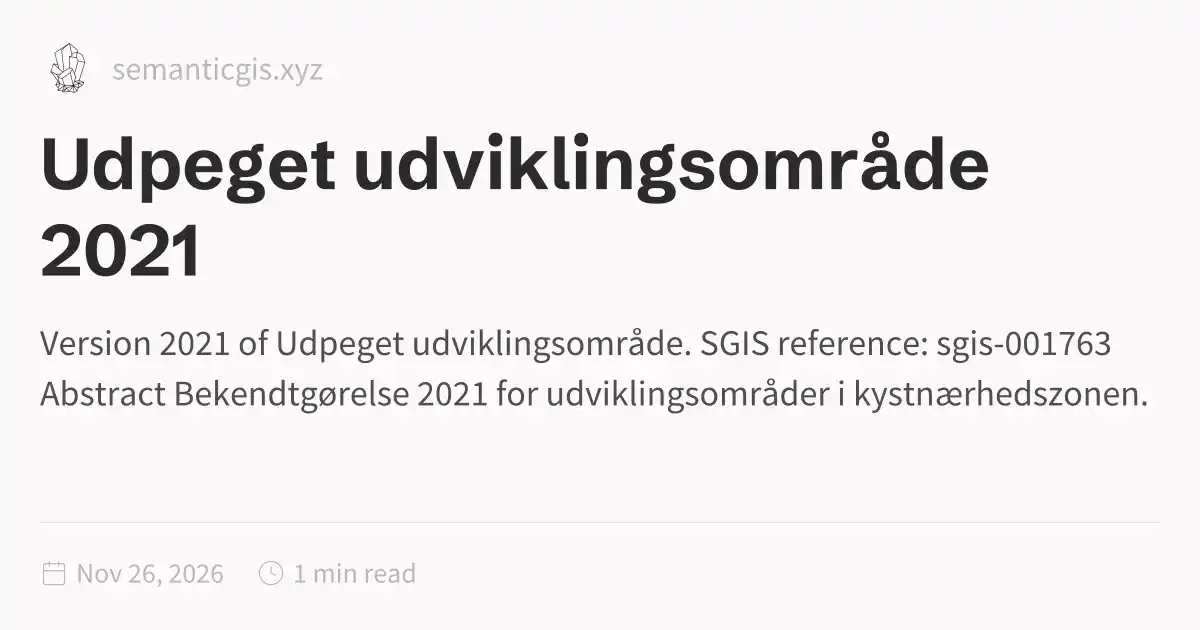 semanticgis.xyz
Udpeget udviklingsområde
2021
Version 2021 of Udpeget udviklingsområde. SGIS reference: sgis-001763
Abstract Bekendtgørelse 2021 for udviklingsområder i kystnærhedszonen.
Nov 26, 2026 1 min read